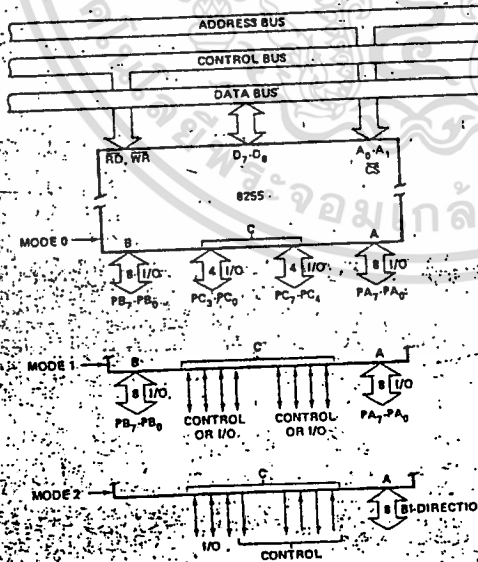 ADDRESS BUS
CONTROL BUS
DATA BUS
RD, WR
D7-D0
A0-A1
CS
8255
MODE 0
B
C
A
8 I/O
4 I/O
4 I/O
8 I/O
PB7-PB0
PC3-PC0
PC7-PC4
PA7-PA0
MODE 1
B
C
A
8 I/O
8 I/O
PB7-PB0
CONTROL OR I/O
CONTROL OR I/O
PA7-PA0
MODE 2
C
A
8 BI-DIRECTIO
I/O
CONTROL